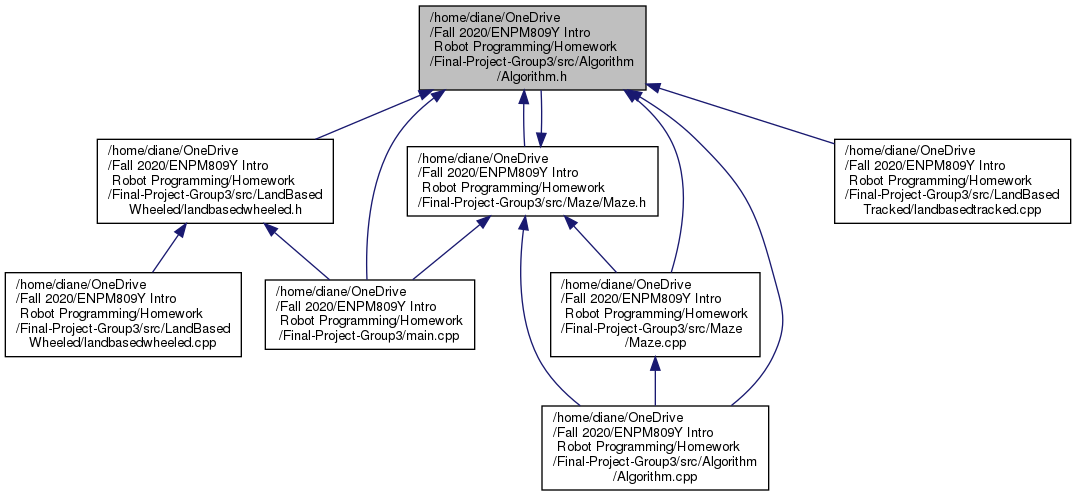 /home/diane/OneDrive
/Fall 2020/ENPM809Y Intro
Robot Programming/Homework
/Final-Project-Group3/src/Algorithm
/Algorithm.h
/home/diane/OneDrive
/Fall 2020/ENPM809Y Intro
Robot Programming/Homework
/Final-Project-Group3/src/LandBased
Wheeled/landbasedwheeled.h
/home/diane/OneDrive
/Fall 2020/ENPM809Y Intro
Robot Programming/Homework
/Final-Project-Group3/src/Maze/Maze.h
/home/diane/OneDrive
/Fall 2020/ENPM809Y Intro
Robot Programming/Homework
/Final-Project-Group3/src/LandBased
Tracked/landbasedtracked.cpp
/home/diane/OneDrive
/Fall 2020/ENPM809Y Intro
Robot Programming/Homework
/Final-Project-Group3/src/LandBased
Wheeled/landbasedwheeled.cpp
/home/diane/OneDrive
/Fall 2020/ENPM809Y Intro
Robot Programming/Homework
/Final-Project-Group3/main.cpp
/home/diane/OneDrive
/Fall 2020/ENPM809Y Intro
Robot Programming/Homework
/Final-Project-Group3/src/Maze
/Maze.cpp
/home/diane/OneDrive
/Fall 2020/ENPM809Y Intro
Robot Programming/Homework
/Final-Project-Group3/src/Algorithm
/Algorithm.cpp